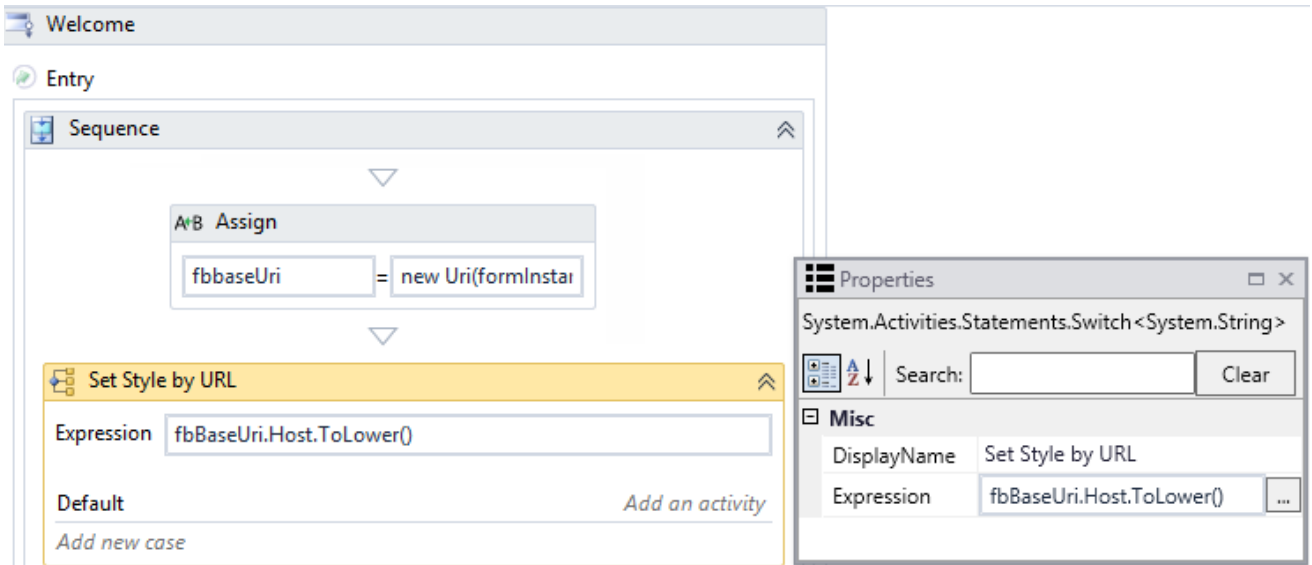 Welcome
Entry
Sequence
A+B Assign
fbbaseUri = new Uri(formInstar
Set Style by URL
Expression fbBaseUri.Host.ToLower()
Default Add an activity
Add new case
Properties
System.Activities.Statements.Switch<System.String>
A Z Search: Clear
Misc
DisplayName Set Style by URL
Expression fbBaseUri.Host.ToLower() ...